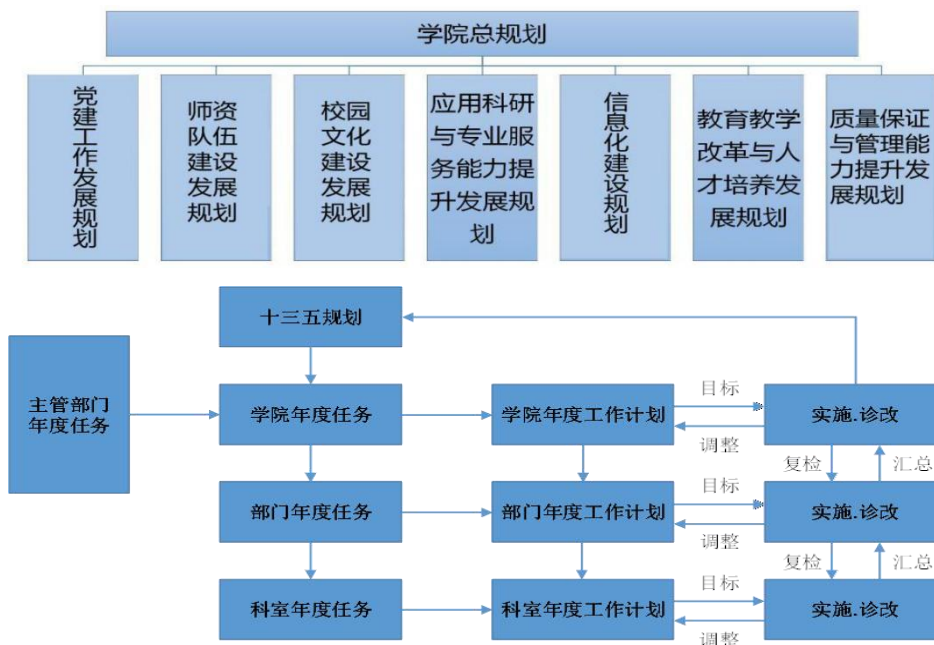 学院总规划
党建工作发展规划
师资
队伍
建设
发展
规划
校园
文化
建设
发展
规划
应用科研
与专业服
务能力提
升发展规
划
信息化建设规划
教育教学
改革与人
才培养发
展规划
质量保证
与管理能
力提升发
展规划
十三五规划
主管部门
年度任务
学院年度任务
学院年度工作计划
目标
调整
实施.诊改
复检
汇总
部门年度任务
部门年度工作计划
目标
调整
实施.诊改
复检
汇总
科室年度任务
科室年度工作计划
目标
调整
实施.诊改